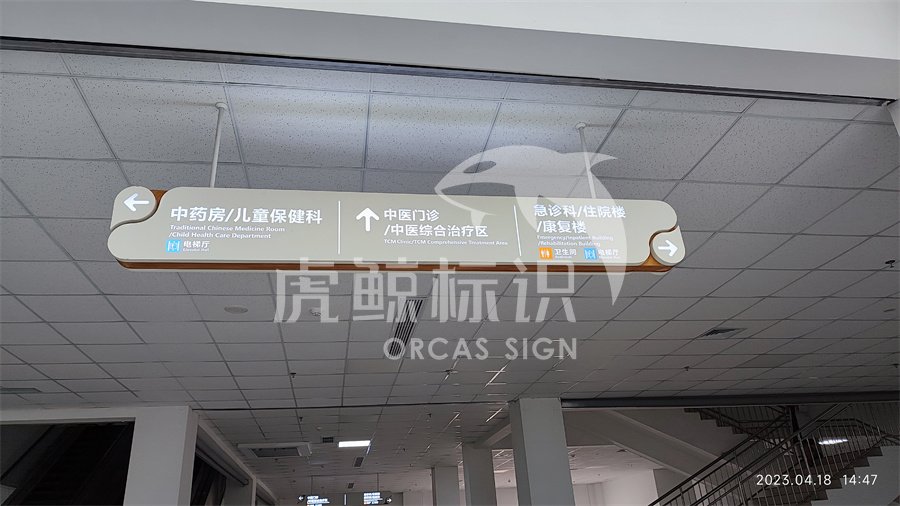 中药房/儿童保健科
Traditional Chinese Medicine Room
/Child Health Care Department
电梯厅
Elevator Hall
中医门诊
/中医综合治疗区
TCM Clinic/TCM Comprehensive Treatment Area
急诊科/住院楼
/康复楼
Emergency/Inpatient Building
/Rehabilitation Building
卫生间
电梯厅
虎鲸标识
ORCAS SIGN
2023.04.18 14:47